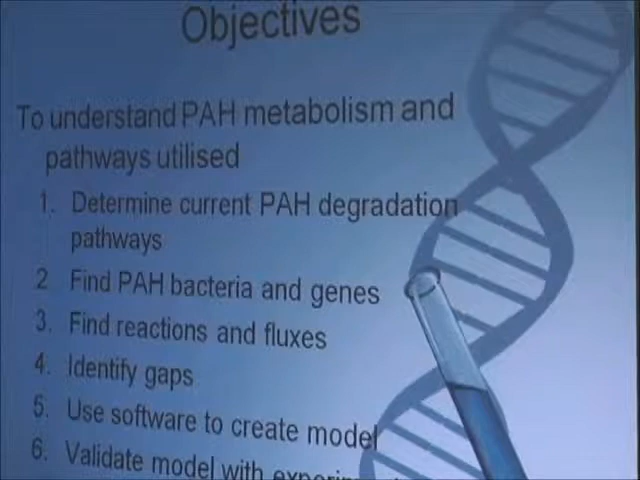 Objectives
To understand PAH metabolism and
pathways utilised
1. Determine current PAH degradation
pathways
2 Find PAH bacteria and genes
3. Find reactions and fluxes
4. Identify gaps
5. Use software to create model
6. Validate model with